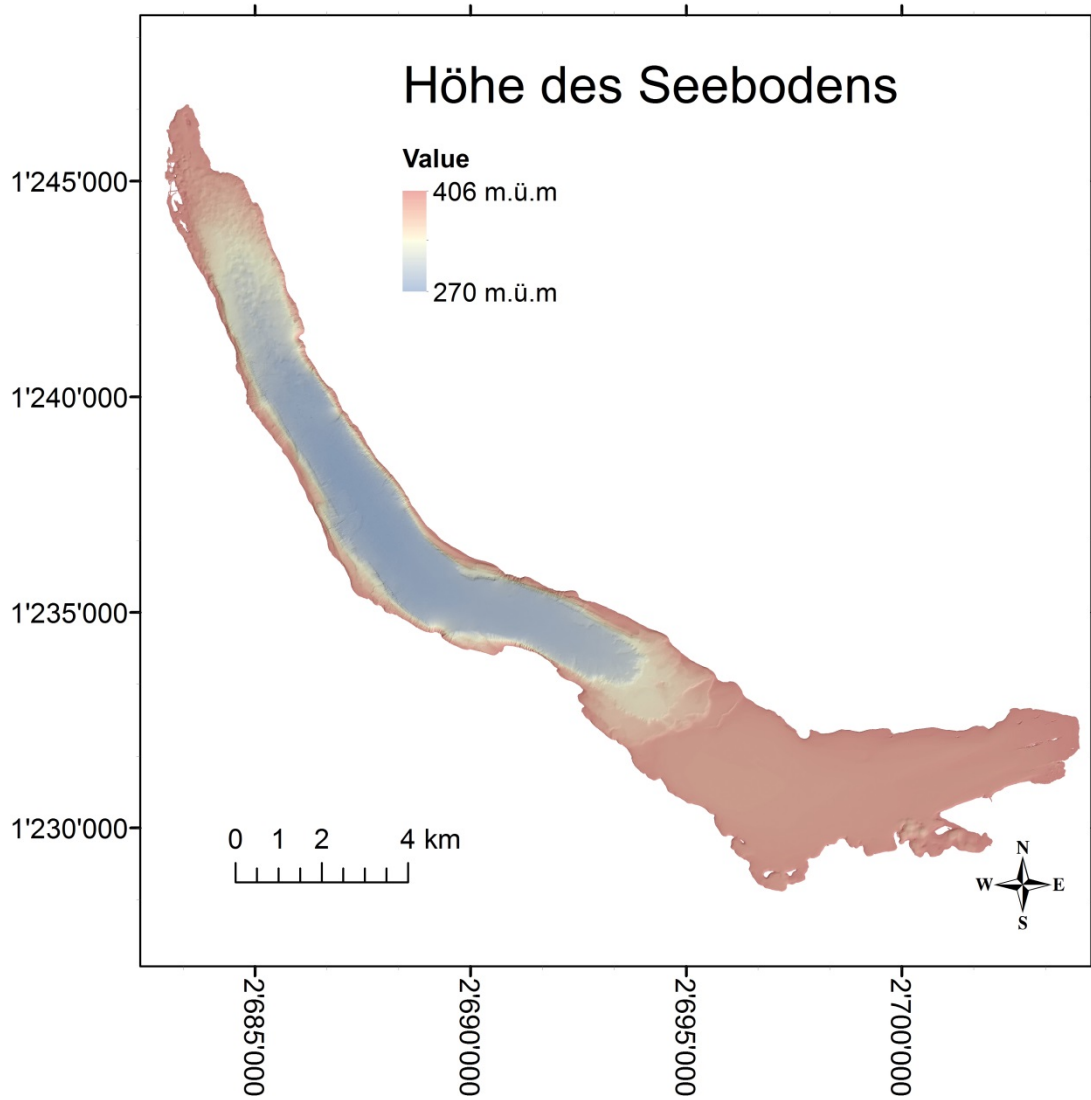 Höhe des Seebodens
Value
406 m.ü.m
270 m.ü.m
1'245'000
1'240'000
1'235'000
1'230'000
0 1 2 4 km
N
W E
S
2'685'000
2'690'000
2'695'000
2'700'000